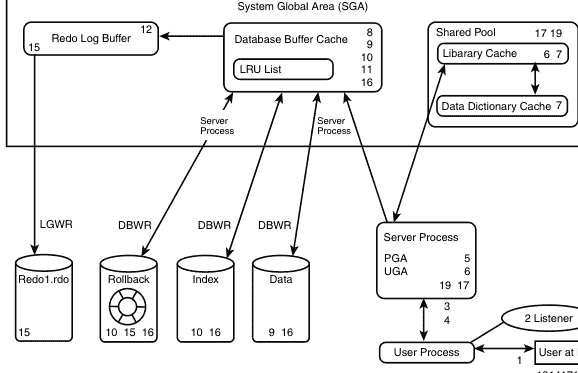 System Global Area (SGA)
Redo Log Buffer
12
15
Database Buffer Cache
8
9
10
11
16
LRU List
Shared Pool
17 19
Libarary Cache
6 7
Data Dictionary Cache 7
Server
Process
Server
Process
LGWR
DBWR
DBWR
DBWR
Redo1.rdo
15
Rollback
10 15 16
Index
10 16
Data
9 16
Server Process
PGA
5
UGA
6
19 17
3
4
2 Listener
User Process
1
User at